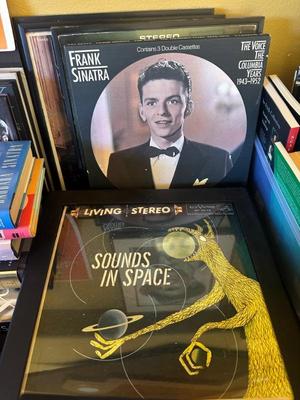 STEREO
Contains 3 Double Cassettes
FRANK
SINATRA
THE VOICE
THE
COLUMBIA
YEARS
1943-1952
LIVING STEREO
SOUNDS
IN SPACE